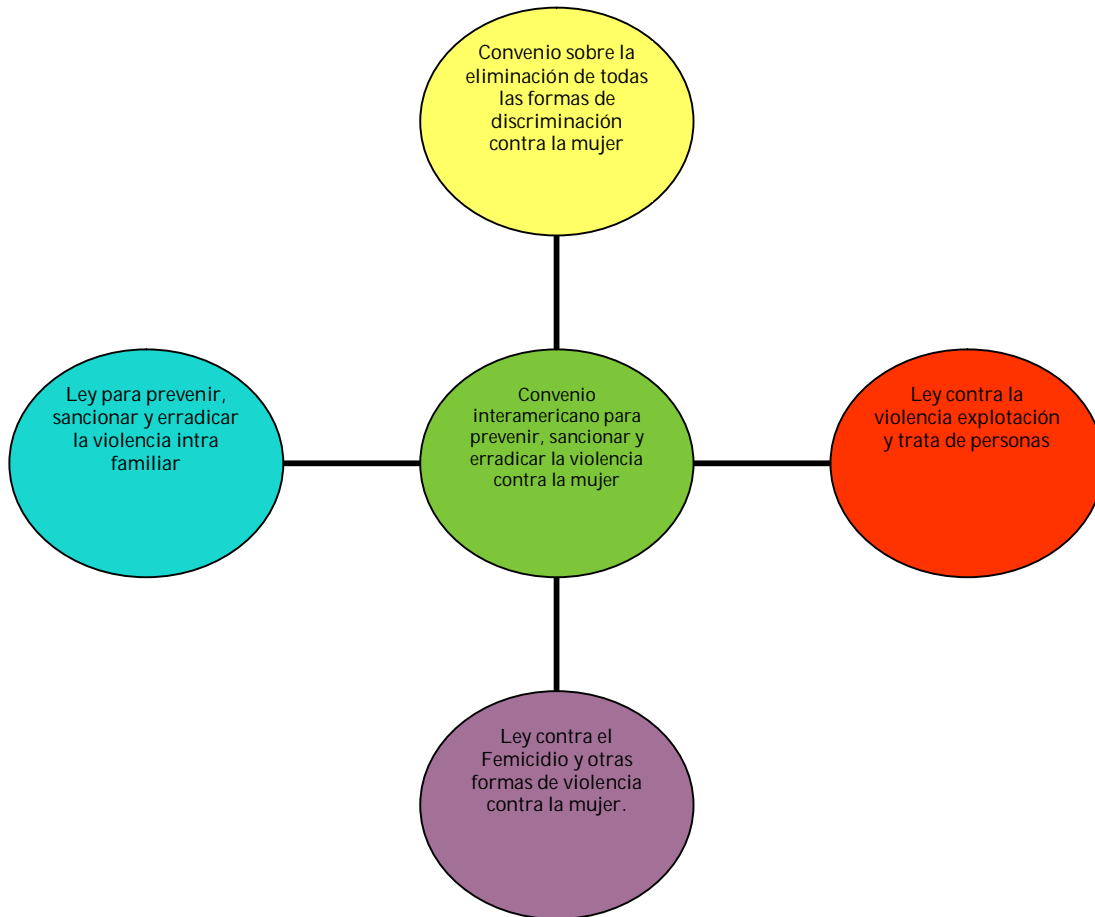 Convenio sobre la
eliminación de todas
las formas de
discriminación
contra la mujer
Ley para prevenir,
sancionar y erradicar
la violencia intra
familiar
Convenio
interamericano para
prevenir, sancionar y
erradicar la violencia
contra la mujer
Ley contra la
violencia explotación
y trata de personas
Ley contra el
Femicidio y otras
formas de violencia
contra la mujer.